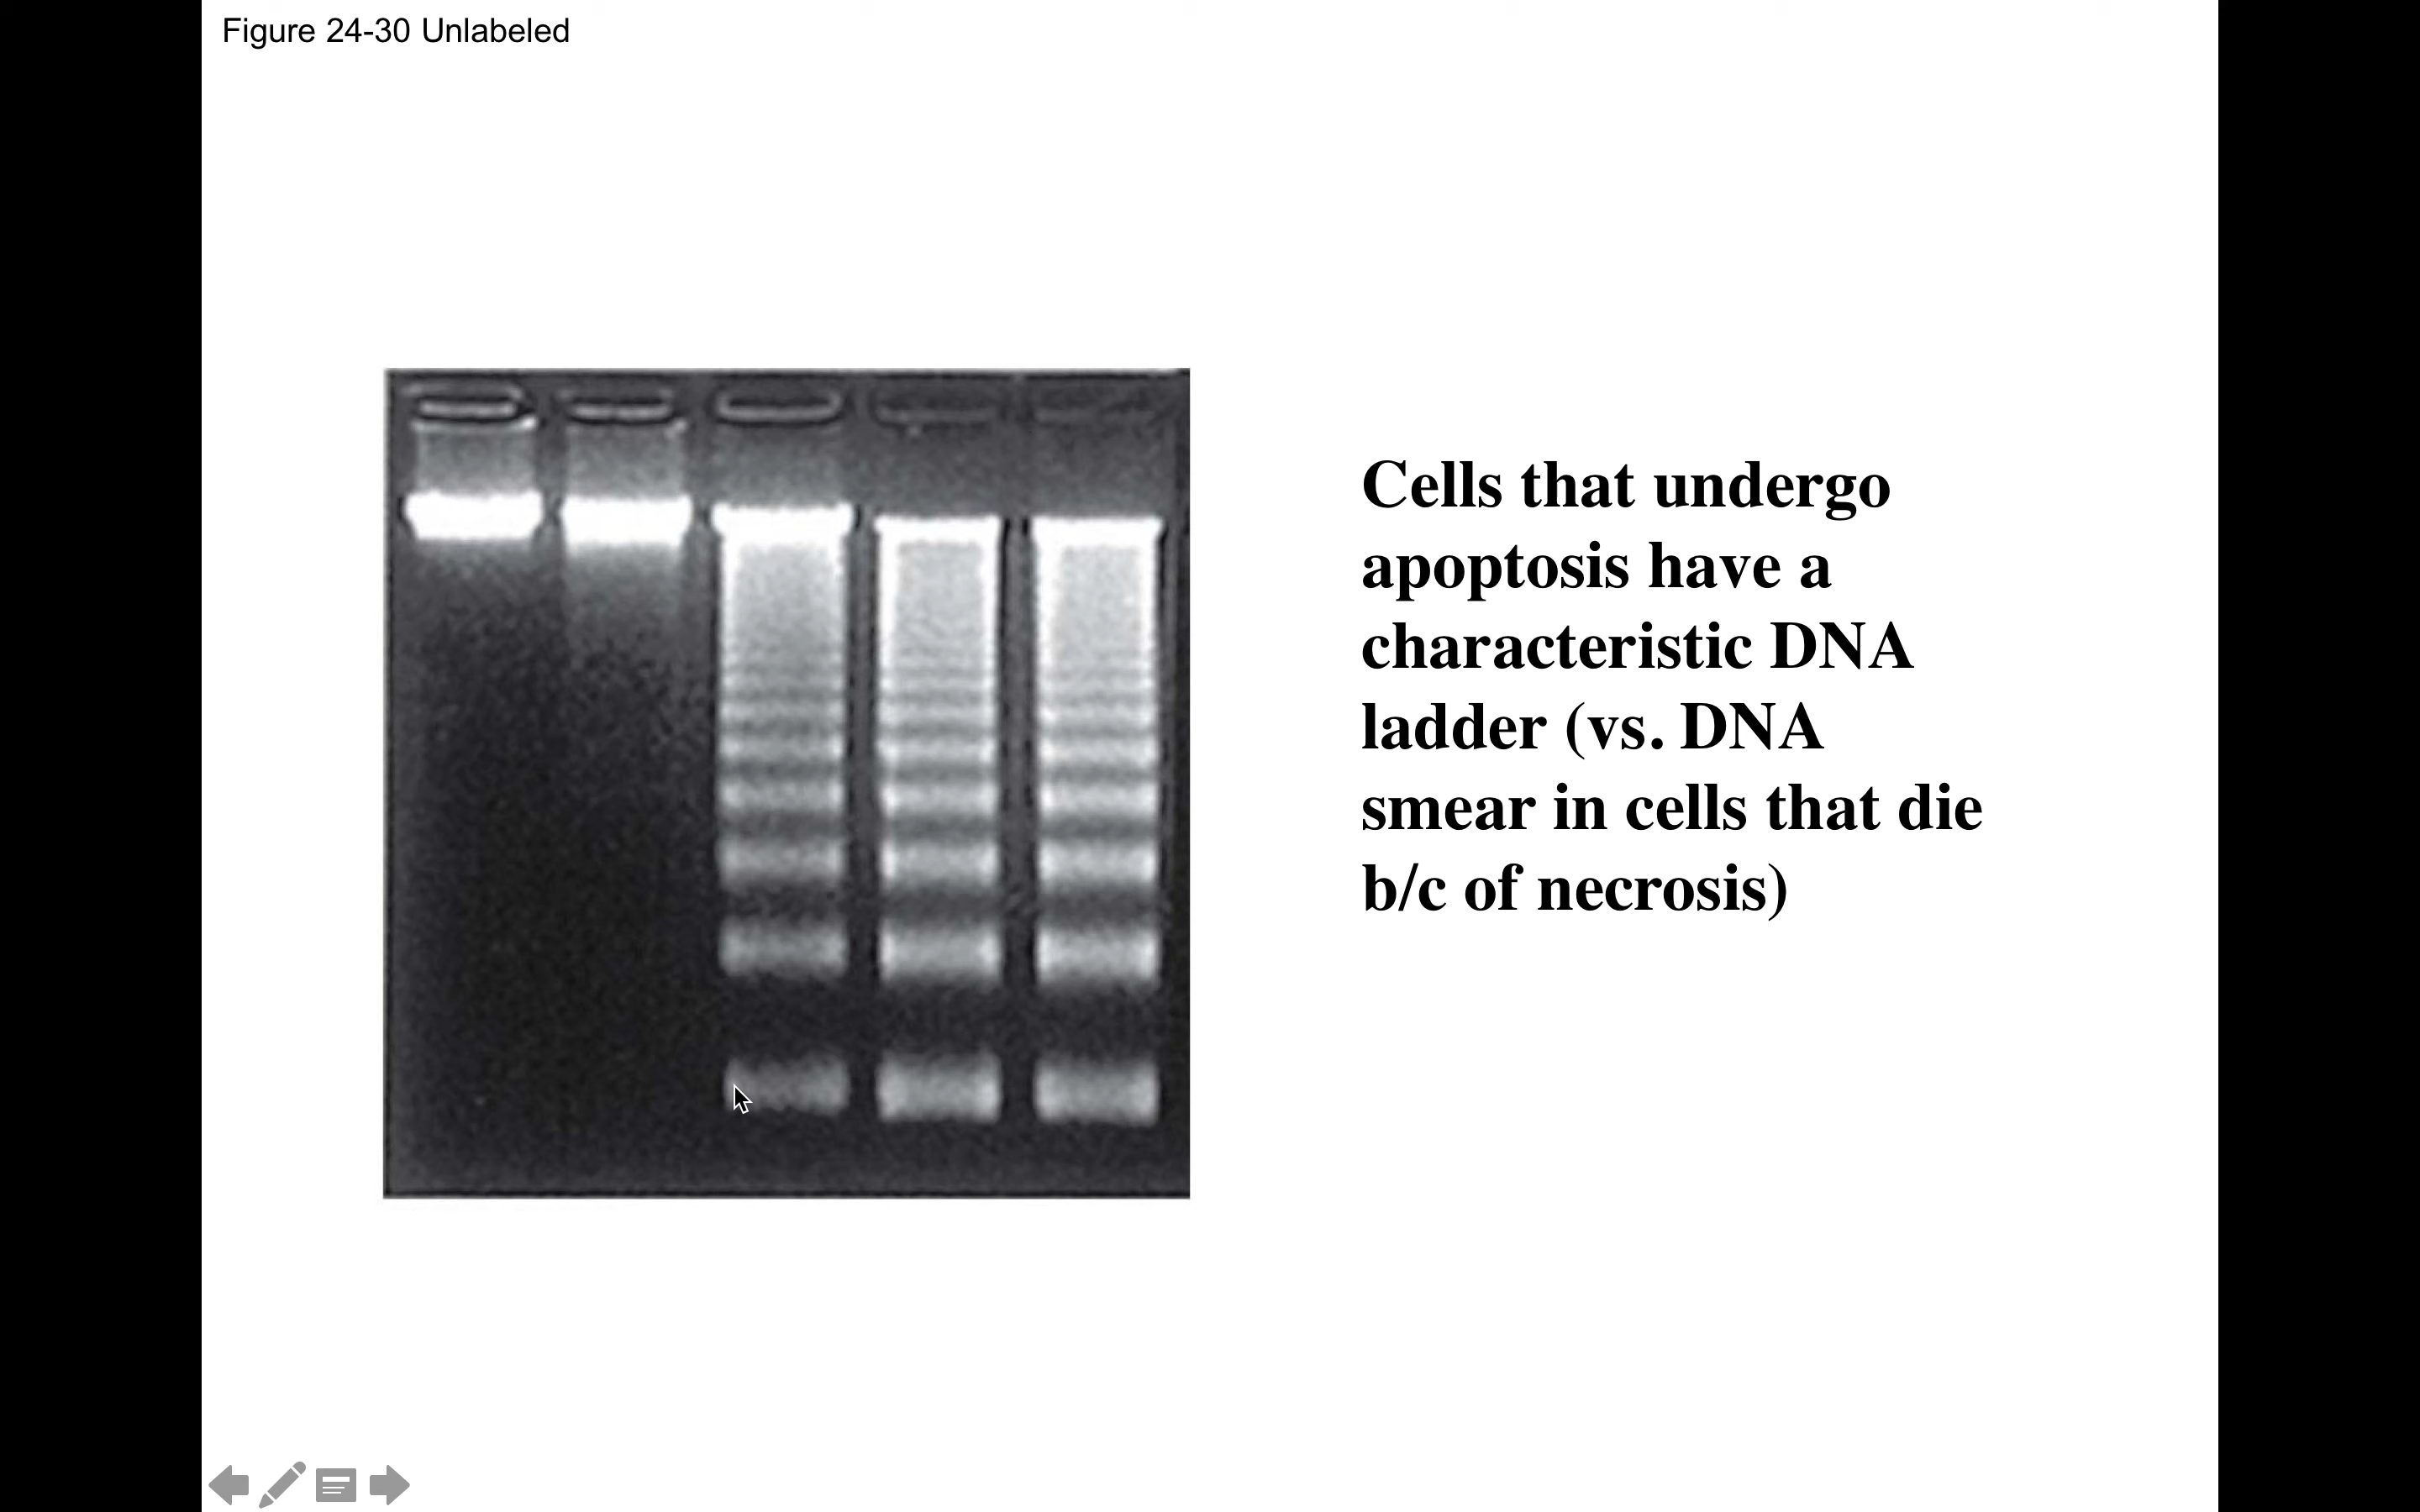 Figure 24-30 Unlabeled
Cells that undergo
apoptosis have a
characteristic DNA
ladder (vs. DNA
smear in cells that die
b/c of necrosis)